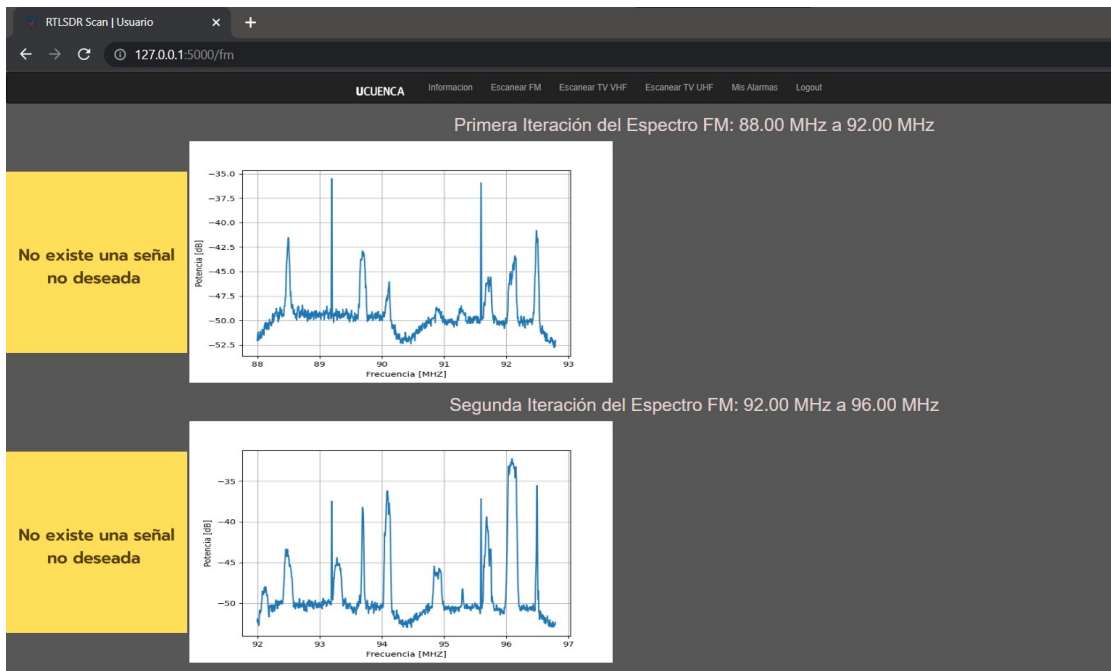 RTLSDR Scan | Usuario
127.0.0.1:5000/fm
UCUENCA Informacion Escanear FM Escanear TV VHF Escanear TV UHF Mis Alarmas Logout
Primera Iteración del Espectro FM: 88.00 MHz a 92.00 MHz
No existe una señal
no deseada
Potencia [dB]
−35.0
−37.5
−40.0
−42.5
−45.0
−47.5
−50.0
−52.5
88 89 90 91 92 93
Frecuencia [MHZ]
Segunda Iteración del Espectro FM: 92.00 MHz a 96.00 MHz
No existe una señal
no deseada
Potencia [dB]
−35
−40
−45
−50
92 93 94 95 96 97
Frecuencia [MHZ]